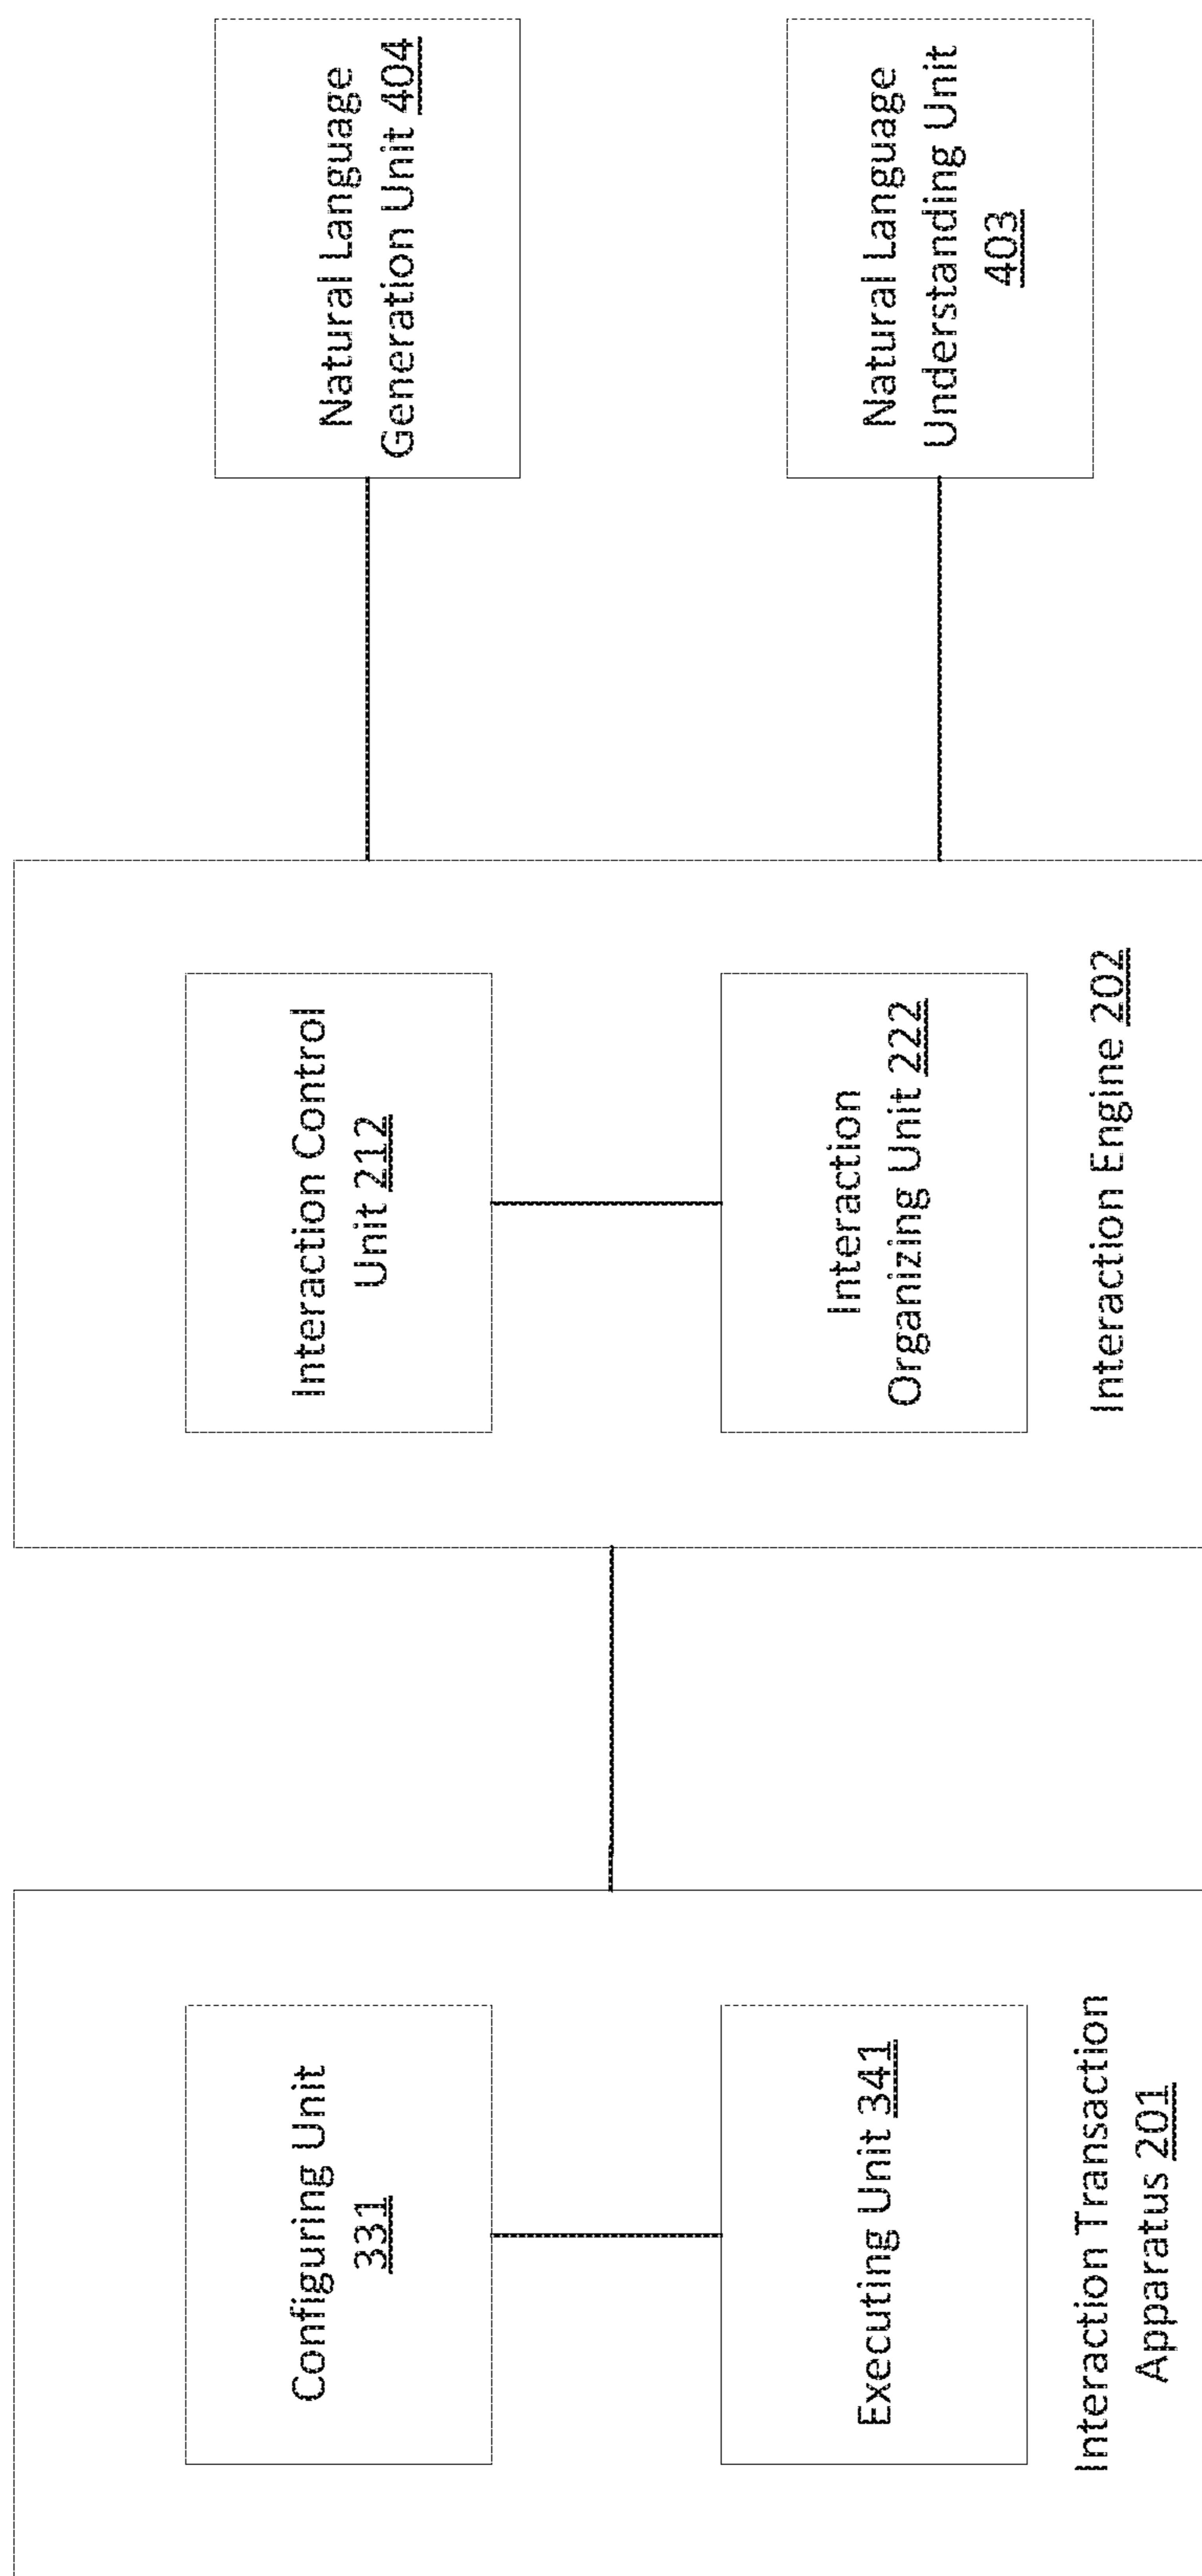 Configuring Unit
331
Executing Unit 341
Interaction Transaction
Apparatus 201
Interaction Control
Unit 212
Interaction
Organizing Unit 222
Interaction Engine 202
Natural Language
Generation Unit 404
Natural Language
Understanding Unit
403